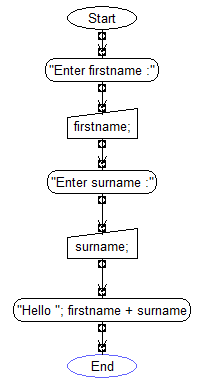 Start
"Enter firstname :"
firstname;
"Enter surname :"
surname;
"Hello "; firstname + surname
End